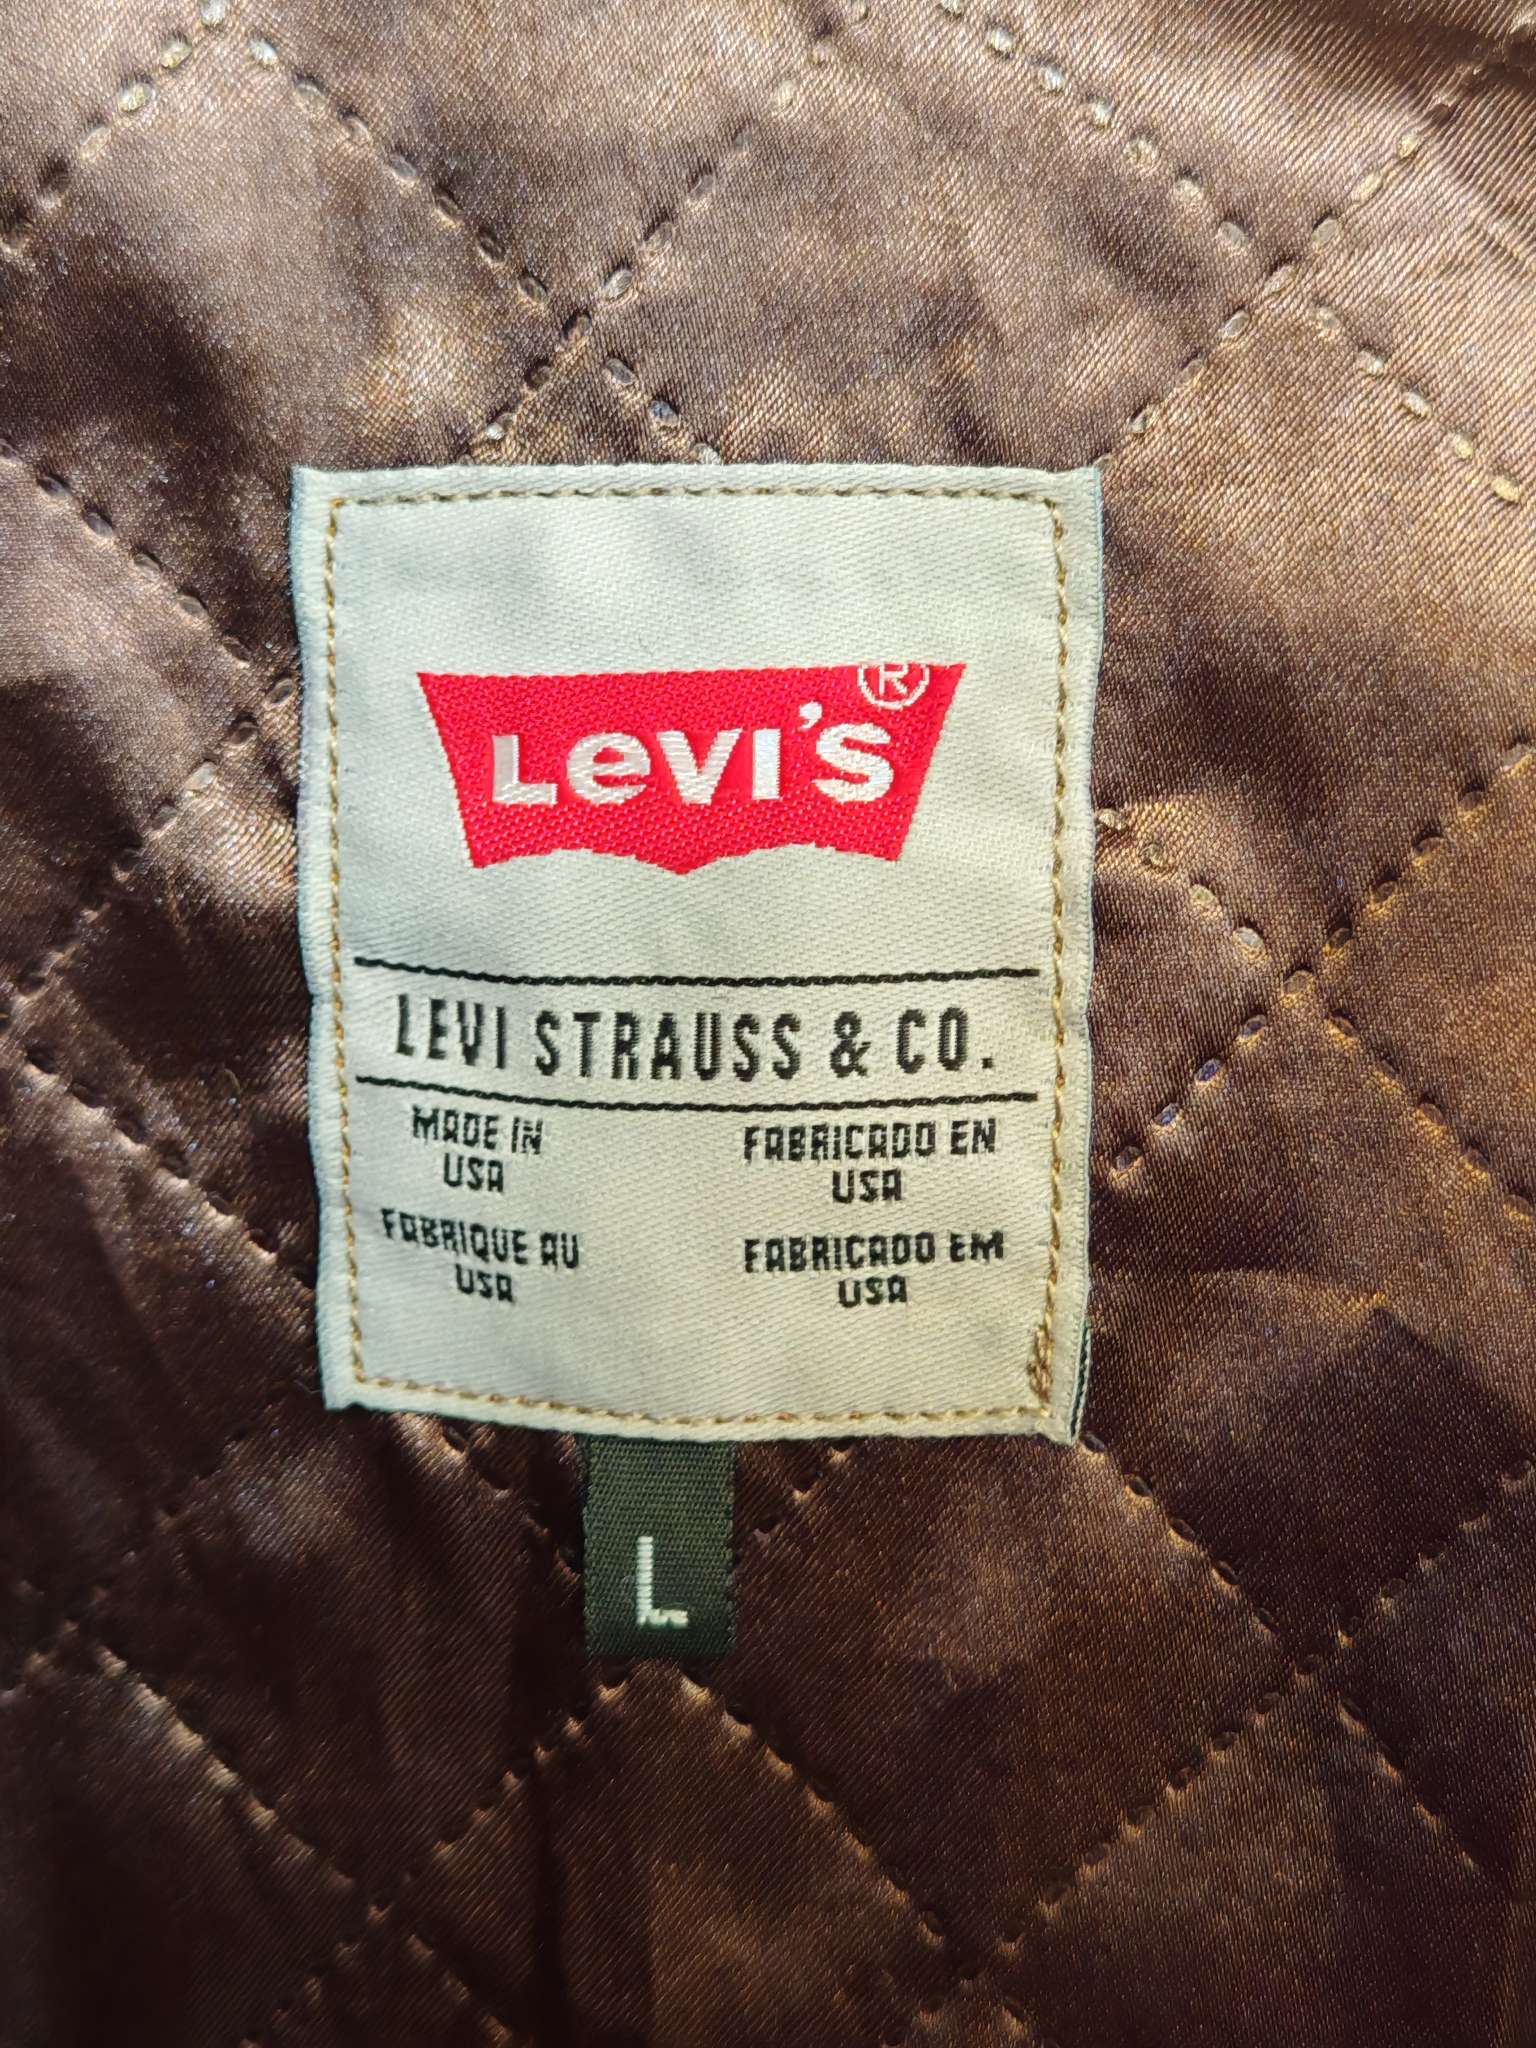 LEVI'S ®
LEVI STRAUSS & CO.
MADE IN
USA
FABRICADO EN
USA
FABRIQUE AU
USA
FABRICADO EM
USA
L